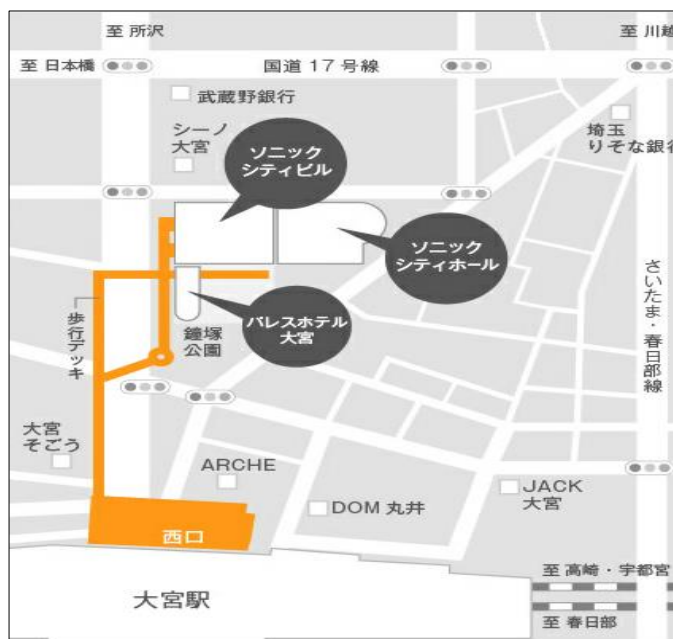 至 所沢
至 川越
至 日本橋
国道 17 号線
武蔵野銀行
シーノ
大宮
ソニック
シティビル
埼玉
りそな銀行
ソニック
シティホール
パレスホテル
大宮
さいたま・春日部線
歩行デッキ
鐘塚
公園
大宮
そごう
ARCHE
DOM 丸井
JACK
大宮
西口
大宮駅
至 高崎・宇都宮
至 春日部